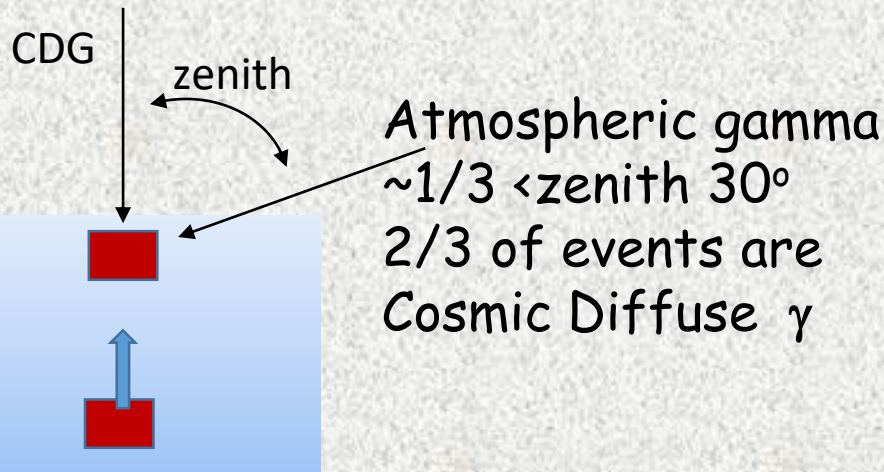 CDG
zenith
Atmospheric gamma
~1/3 <zenith 30º
2/3 of events are
Cosmic Diffuse γ